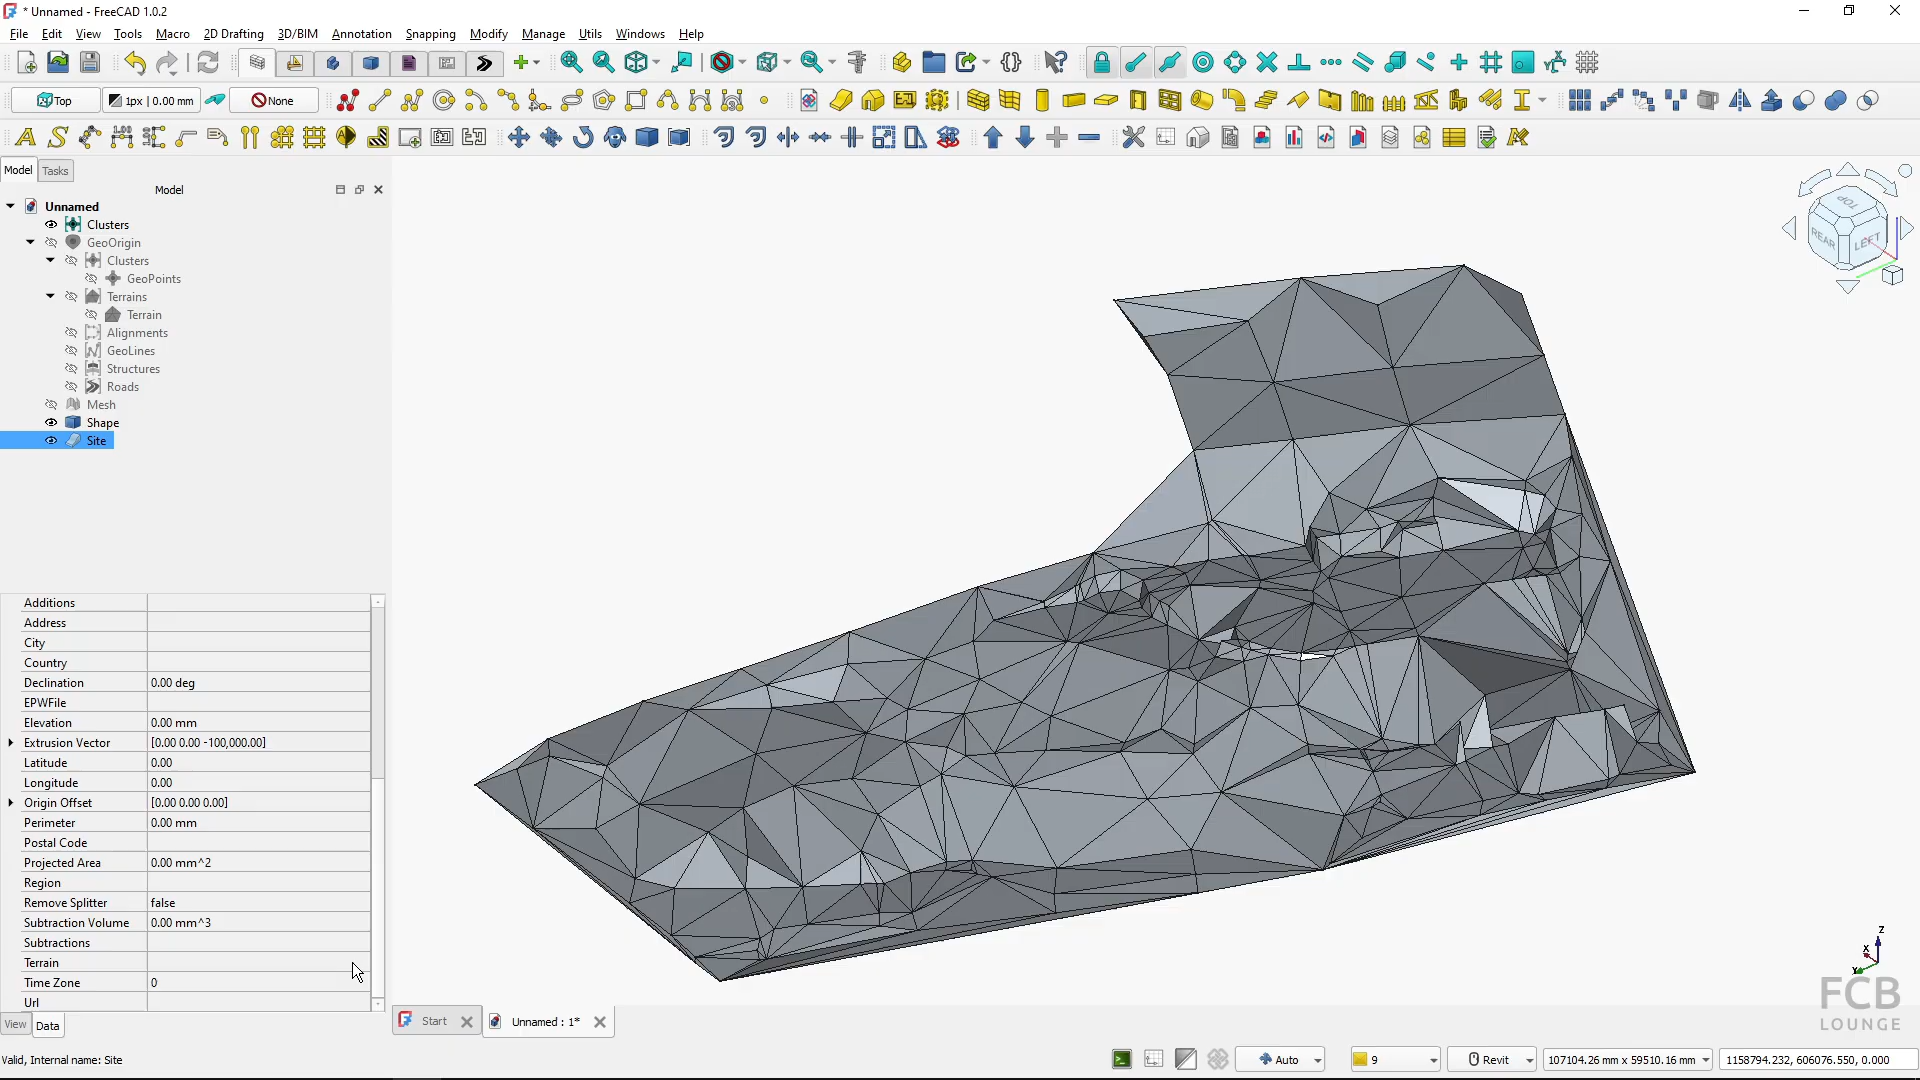 * Unnamed - FreeCAD 1.0.2
File Edit View Tools Macro 2D Drafting 3D/BIM Annotation Snapping Modify Manage Utils Windows Help
Top 1px | 0.00 mm None
Model Tasks
Model
Unnamed
Clusters
GeoOrigin
Clusters
GeoPoints
Terrains
Terrain
Alignments
GeoLines
Structures
Roads
Mesh
Shape
Site
TOP
REAR LEFT
Additions
Address
City
Country
Declination 0.00 deg
EPWFile
Elevation 0.00 mm
Extrusion Vector [0.00 0.00 -100,000.00]
Latitude 0.00
Longitude 0.00
Origin Offset [0.00 0.00 0.00]
Perimeter 0.00 mm
Postal Code
Projected Area 0.00 mm^2
Region
Remove Splitter false
Subtraction Volume 0.00 mm^3
Subtractions
Terrain
Time Zone 0
Url
View Data
Start Unnamed : 1*
Z
X
Y
FCB
LOUNGE
Valid, Internal name: Site
Auto 9 Revit 107104.26 mm x 59510.16 mm 1158794.232, 606076.550, 0.000